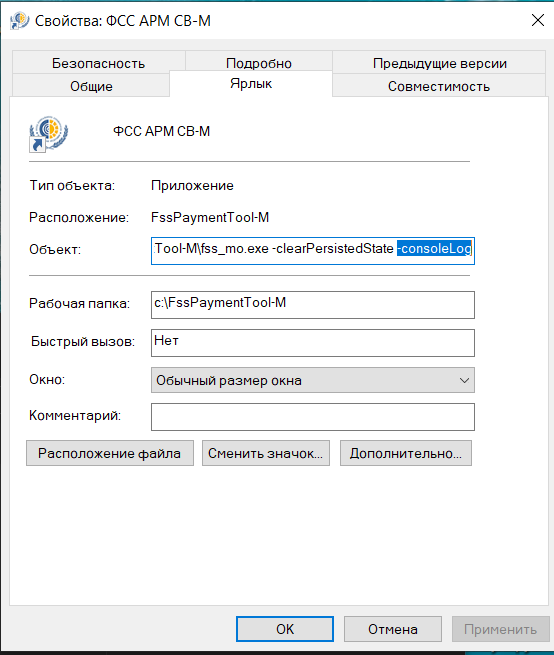 Свойства: ФСС АРМ СВ-М
Безопасность Подробно Предыдущие версии
Общие Ярлык Совместимость
ФСС АРМ СВ-М
Тип объекта: Приложение
Расположение: FssPaymentTool-M
Объект: Tool-M\fss_mo.exe -clearPersistedState -consoleLog
Рабочая папка: c:\FssPaymentTool-M
Быстрый вызов: Нет
Окно: Обычный размер окна
Комментарий:
Расположение файла Сменить значок... Дополнительно...
OK Отмена Применить